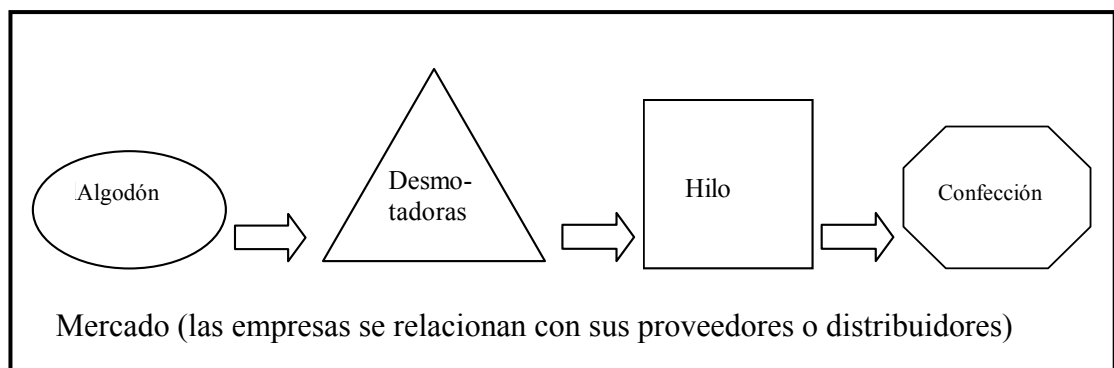 Algodón
Desmo-
tadoras
Hilo
Confección
Mercado (las empresas se relacionan con sus proveedores o distribuidores)